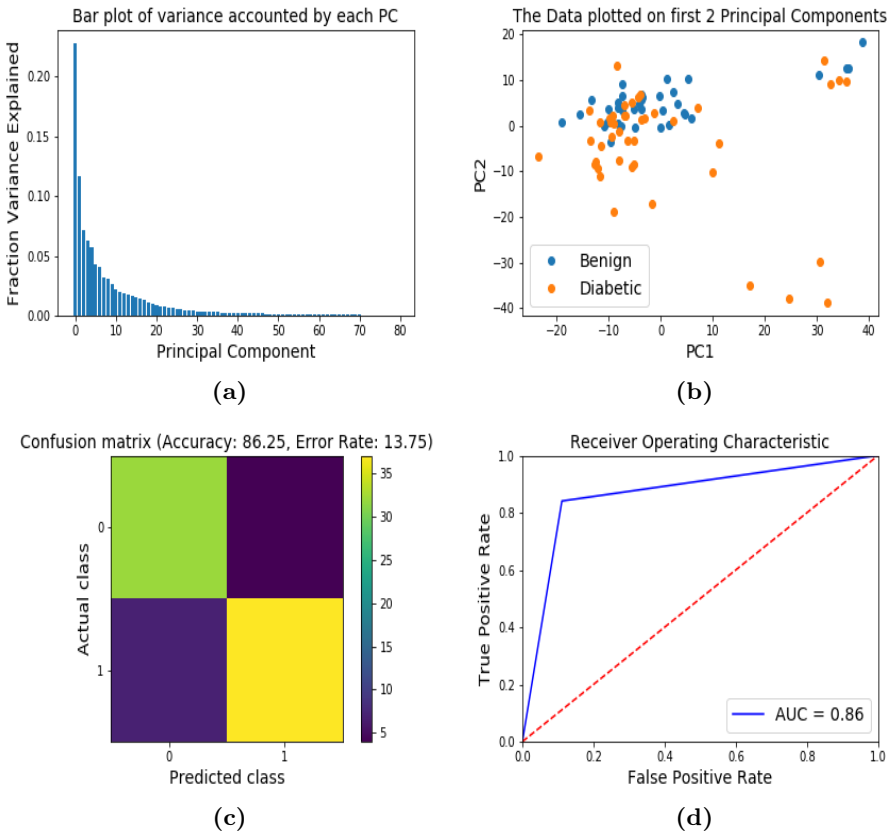 Bar plot of variance accounted by each PC
Fraction Variance Explained
0.20
0.15
0.10
0.05
0.00
0 10 20 30 40 50 60 70 80
Principal Component
(a)
The Data plotted on first 2 Principal Components
PC2
20
10
0
−10
−20
−30
−40
Benign
Diabetic
−20 −10 0 10 20 30 40
PC1
(b)
Confusion matrix (Accuracy: 86.25, Error Rate: 13.75)
Actual class
0
1
0 1
Predicted class
35
30
25
20
15
10
5
(c)
Receiver Operating Characteristic
True Positive Rate
1.0
0.8
0.6
0.4
0.2
0.0
AUC = 0.86
0.0 0.2 0.4 0.6 0.8 1.0
False Positive Rate
(d)